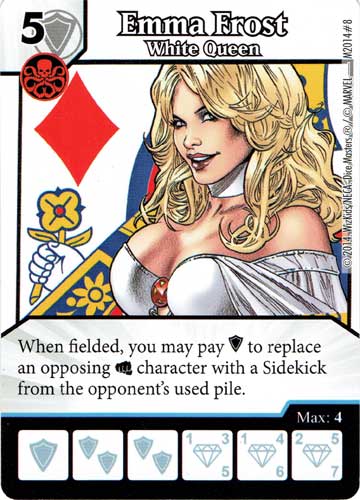 5
Emma Frost
White Queen
M2014 #8
©2014 WizKids/NECA. Dice Masters ®/© MARVEL
When fielded, you may pay to replace
an opposing character with a Sidekick
from the opponent's used pile.
Max: 4
1 3 5
1 4 6
2 5 7